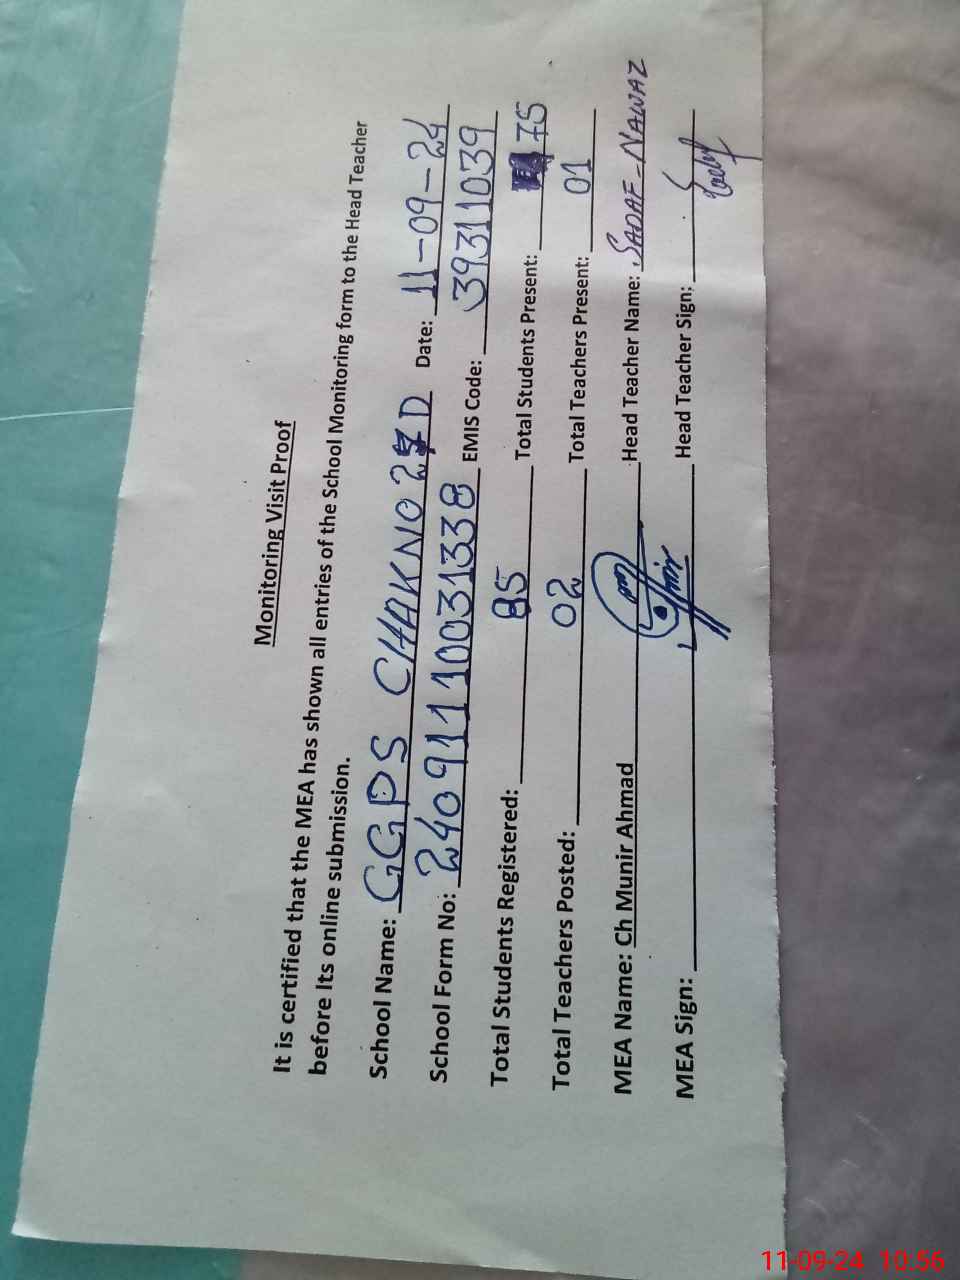 Monitoring Visit Proof
It is certified that the MEA has shown all entries of the School Monitoring form to the Head Teacher
before Its online submission.
School Name: GGPS CHAKNO 27 D Date: 11-09-24
School Form No: 24091110031338 EMIS Code: 39311039
Total Students Registered: 85 Total Students Present: 75
Total Teachers Posted: 02 Total Teachers Present: 01
MEA Name: Ch Munir Ahmad Head Teacher Name: SADAF-NAWAZ
MEA Sign: Head Teacher Sign:
11-09-24 10:56